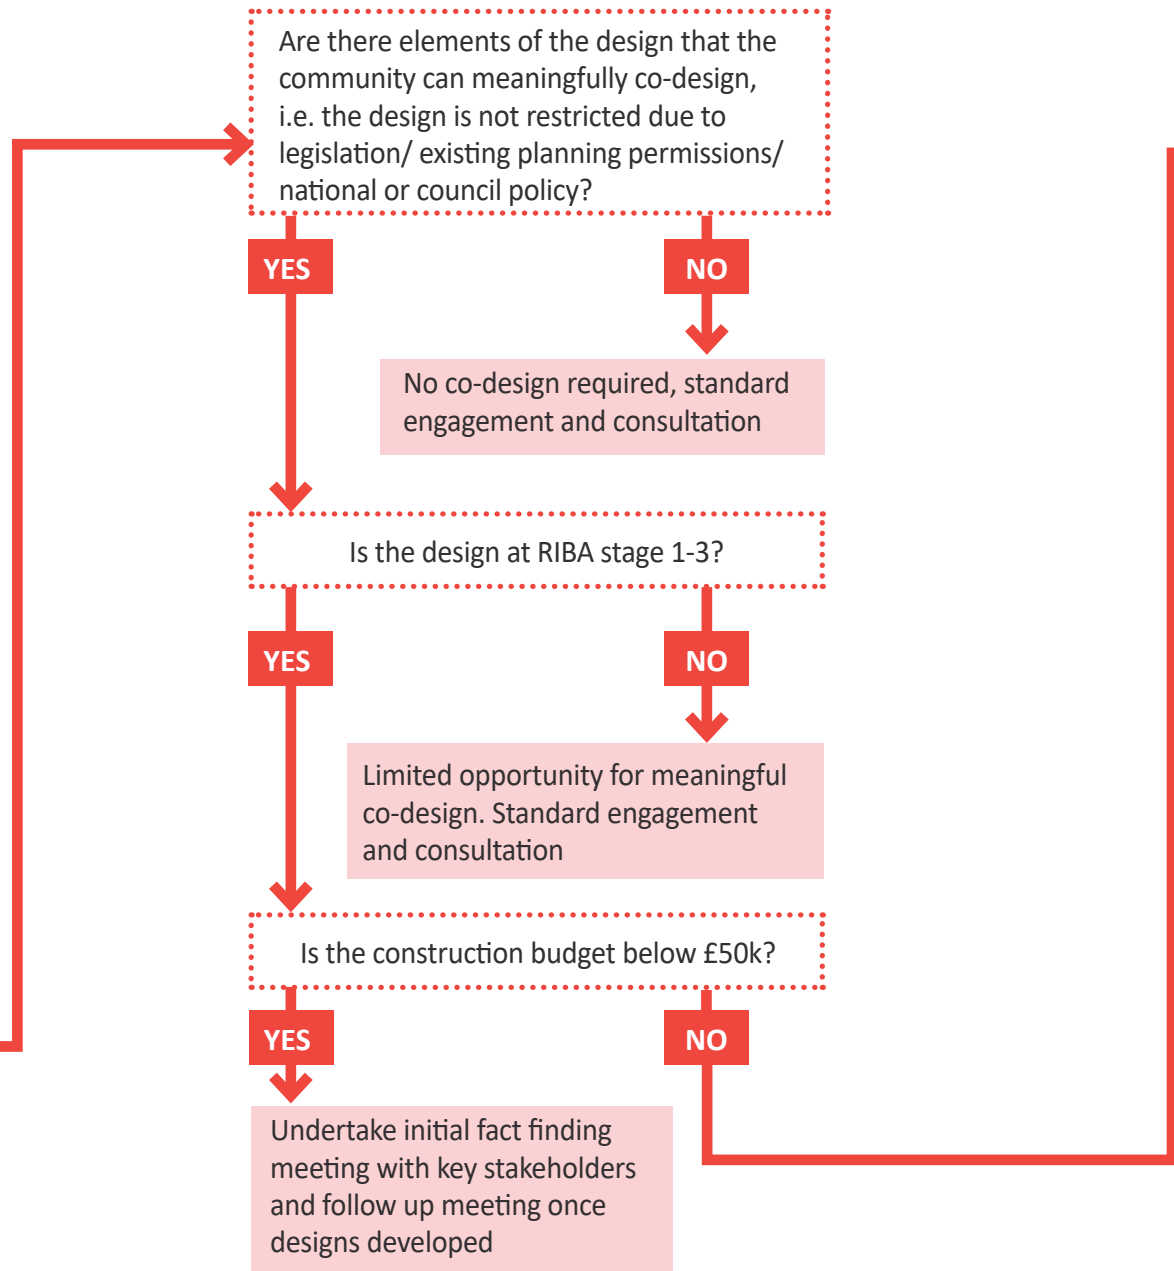 Are there elements of the design that the
community can meaningfully co-design,
i.e. the design is not restricted due to
legislation/ existing planning permissions/
national or council policy?
YES
NO
No co-design required, standard
engagement and consultation
Is the design at RIBA stage 1-3?
YES
NO
Limited opportunity for meaningful
co-design. Standard engagement
and consultation
Is the construction budget below £50k?
YES
NO
Undertake initial fact finding
meeting with key stakeholders
and follow up meeting once
designs developed